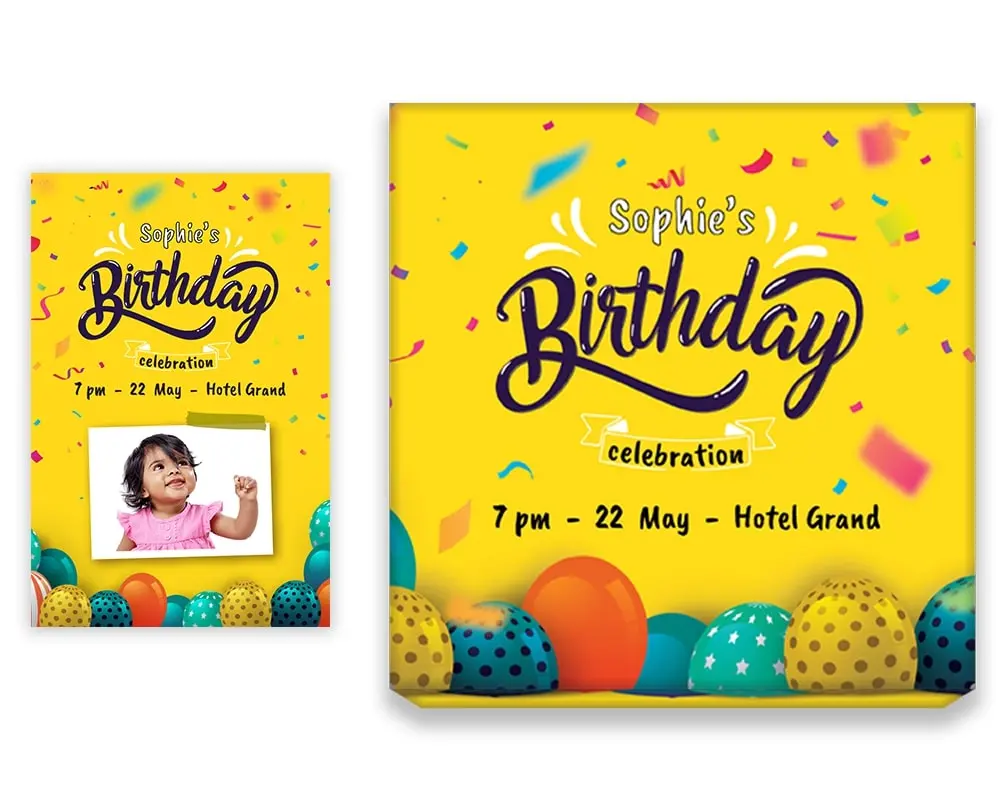 Sophie's
Birthday
celebration
7 pm - 22 May - Hotel Grand
Sophie's
Birthday
celebration
7 pm - 22 May - Hotel Grand